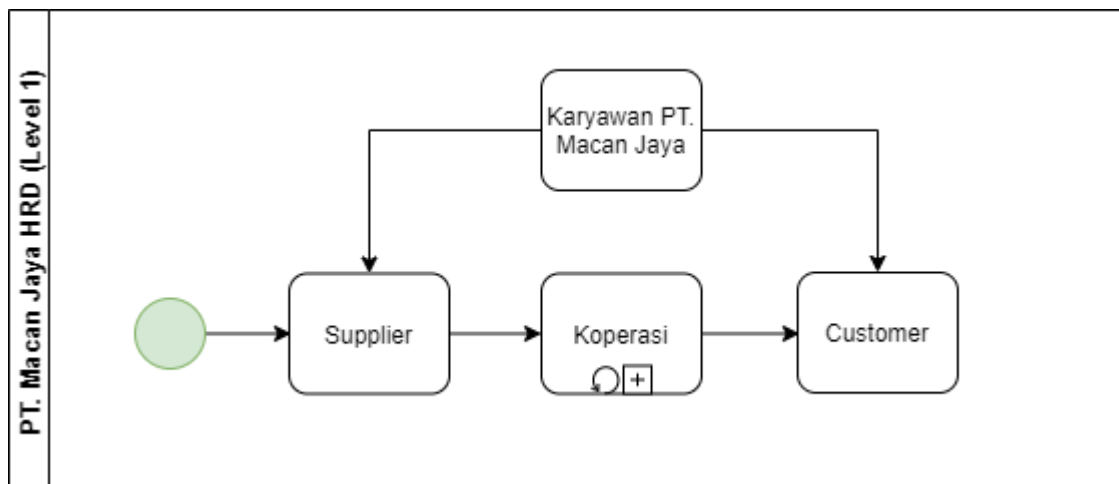 PT. Macan Jaya HRD (Level 1)
Karyawan PT.
Macan Jaya
Supplier
Koperasi
Customer